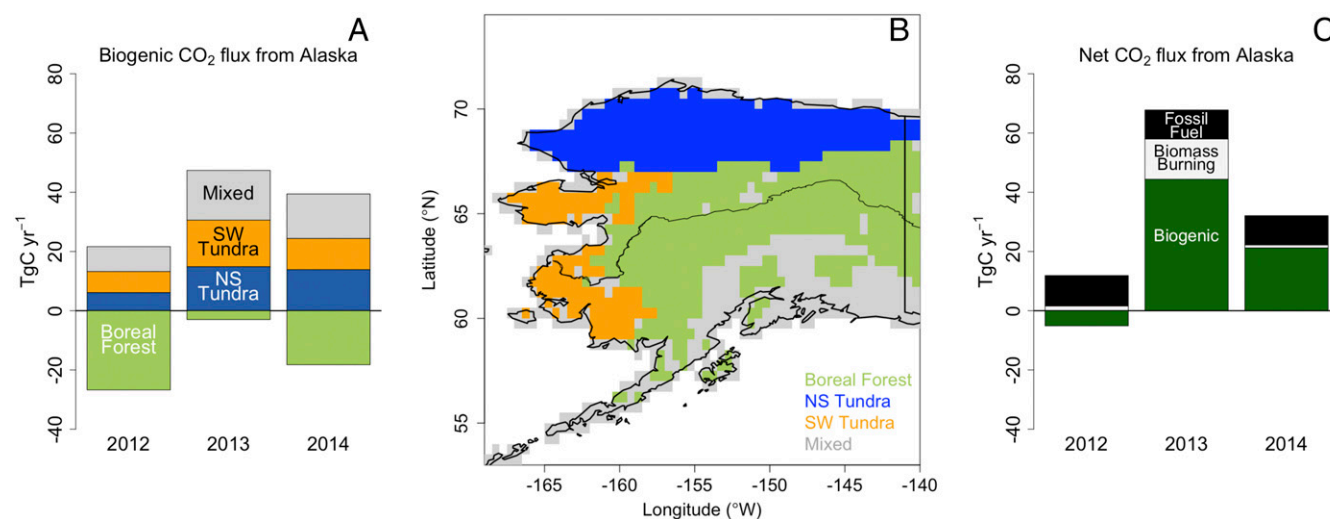 A
Biogenic CO₂ flux from Alaska
TgC yr⁻¹
80
60
40
20
0
-20
-40
Mixed
SW
Tundra
NS
Tundra
Boreal
Forest
2012
2013
2014
B
Latitude (°N)
70
65
60
55
Boreal Forest
NS Tundra
SW Tundra
Mixed
-165
-160
-155
-150
-145
-140
Longitude (°W)
C
Net CO₂ flux from Alaska
TgC yr⁻¹
80
60
40
20
0
-20
-40
Fossil
Fuel
Biomass
Burning
Biogenic
2012
2013
2014